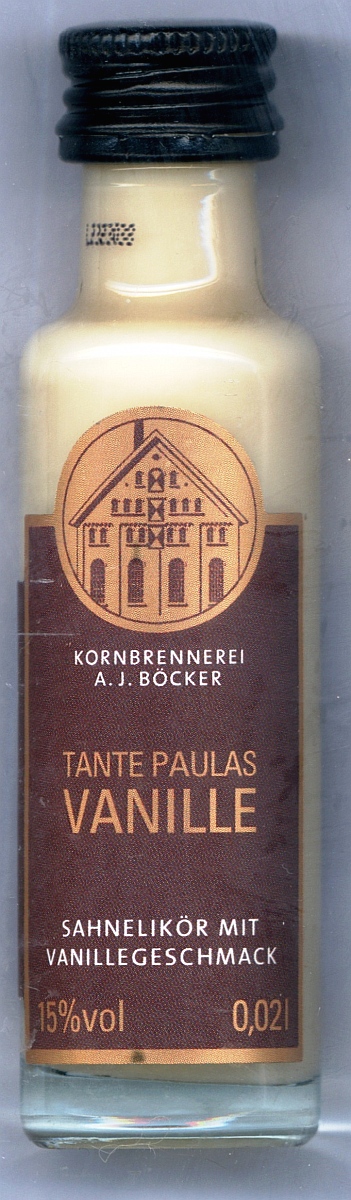 KORNBRENNEREI
A. J. BÖCKER
TANTE PAULAS
VANILLE
SAHNELIKÖR MIT
VANILLEGESCHMACK
15%vol 0,02l